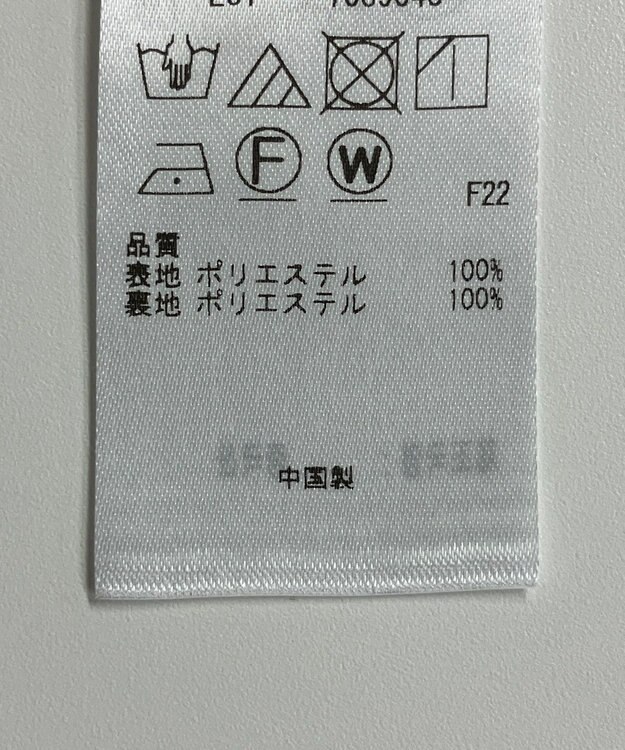 F
W
F22
品質
表地 ポリエステル 100%
裏地 ポリエステル 100%
中国製